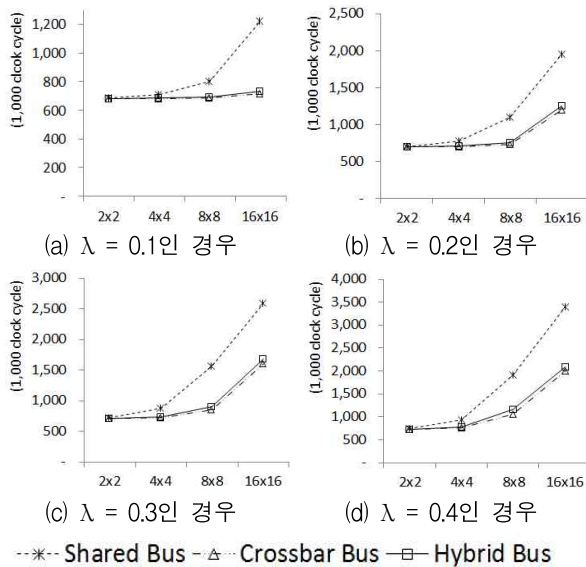 (1,000 clcok cycle)
1,200
1,000
800
600
400
200
-
2x2 4x4 8x8 16x16
(a) λ = 0.1인 경우
(1,000 clock cycle)
2,500
2,000
1,500
1,000
500
-
2x2 4x4 8x8 16x16
(b) λ = 0.2인 경우
(1,000 clock cycle)
3,000
2,500
2,000
1,500
1,000
500
-
2x2 4x4 8x8 16x16
(c) λ = 0.3인 경우
(1,000 clock cycle)
4,000
3,500
3,000
2,500
2,000
1,500
1,000
500
-
2x2 4x4 8x8 16x16
(d) λ = 0.4인 경우
Shared Bus Crossbar Bus Hybrid Bus